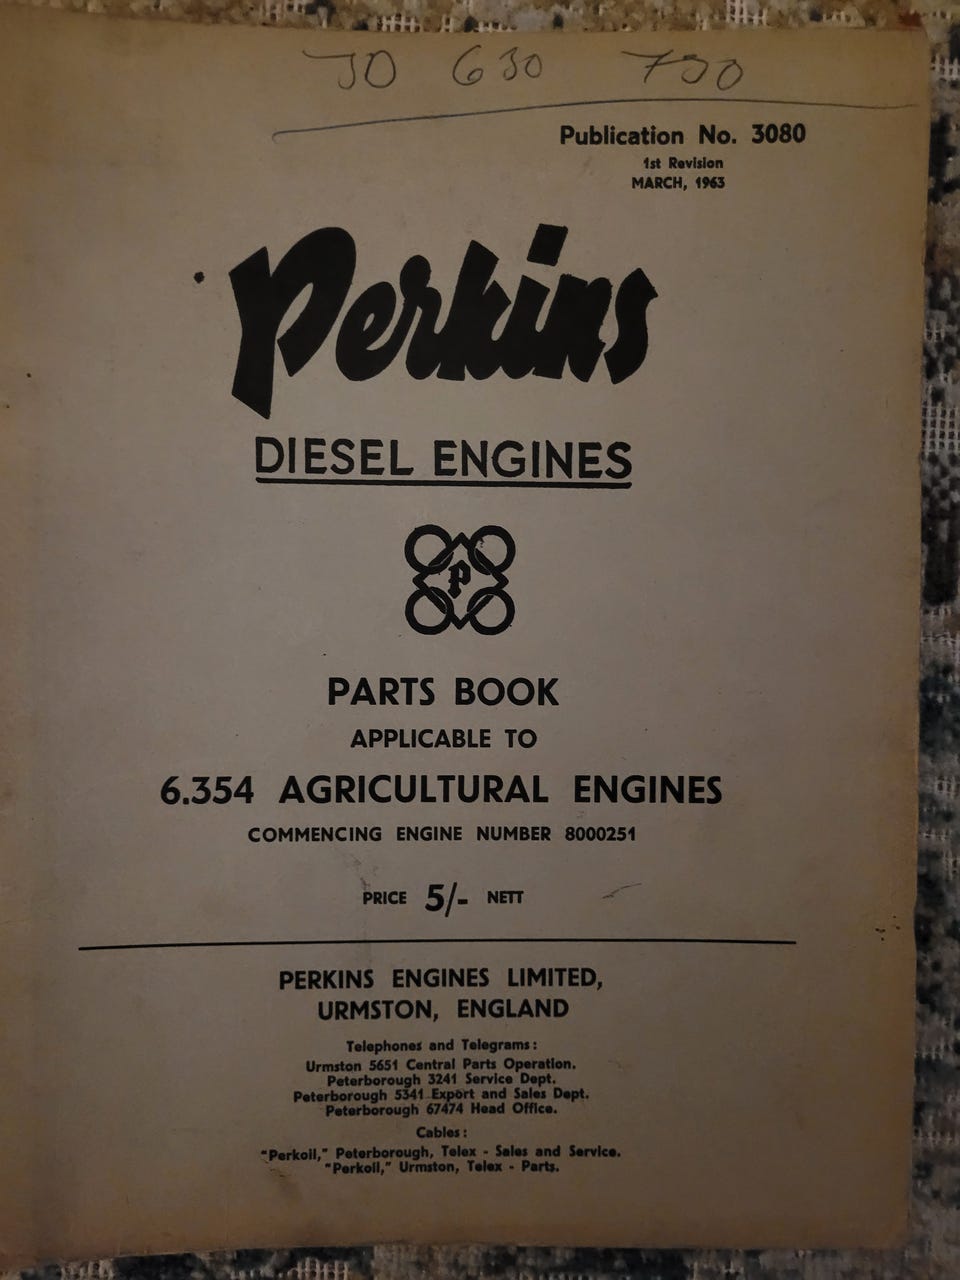 JD 630 730
Publication No. 3080
1st Revision
MARCH, 1963
Perkins
DIESEL ENGINES
P
PARTS BOOK
APPLICABLE TO
6.354 AGRICULTURAL ENGINES
COMMENCING ENGINE NUMBER 8000251
PRICE 5/- NETT
PERKINS ENGINES LIMITED,
URMSTON, ENGLAND
Telephones and Telegrams:
Urmston 5651 Central Parts Operation.
Peterborough 3241 Service Dept.
Peterborough 5341 Export and Sales Dept.
Peterborough 67474 Head Office.
Cables:
"Perkoil," Peterborough, Telex - Sales and Service.
"Perkoil," Urmston, Telex - Parts.